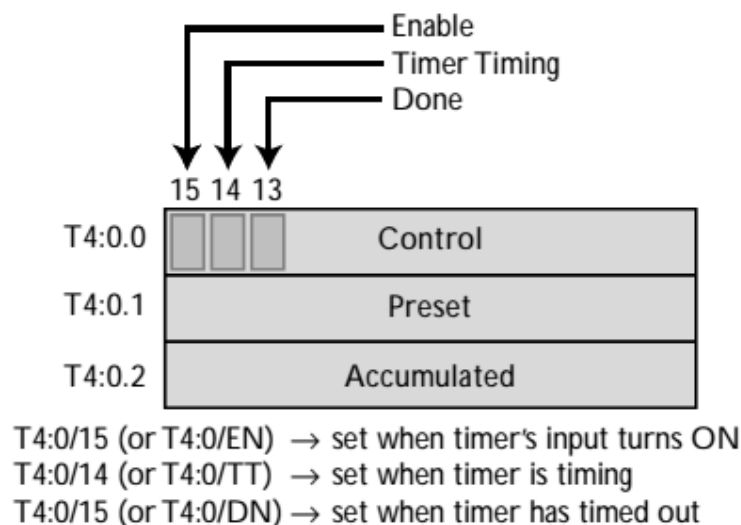 Enable
Timer Timing
Done
15 14 13
T4:0.0 Control
T4:0.1 Preset
T4:0.2 Accumulated
T4:0/15 (or T4:0/EN) → set when timer's input turns ON
T4:0/14 (or T4:0/TT) → set when timer is timing
T4:0/15 (or T4:0/DN) → set when timer has timed out